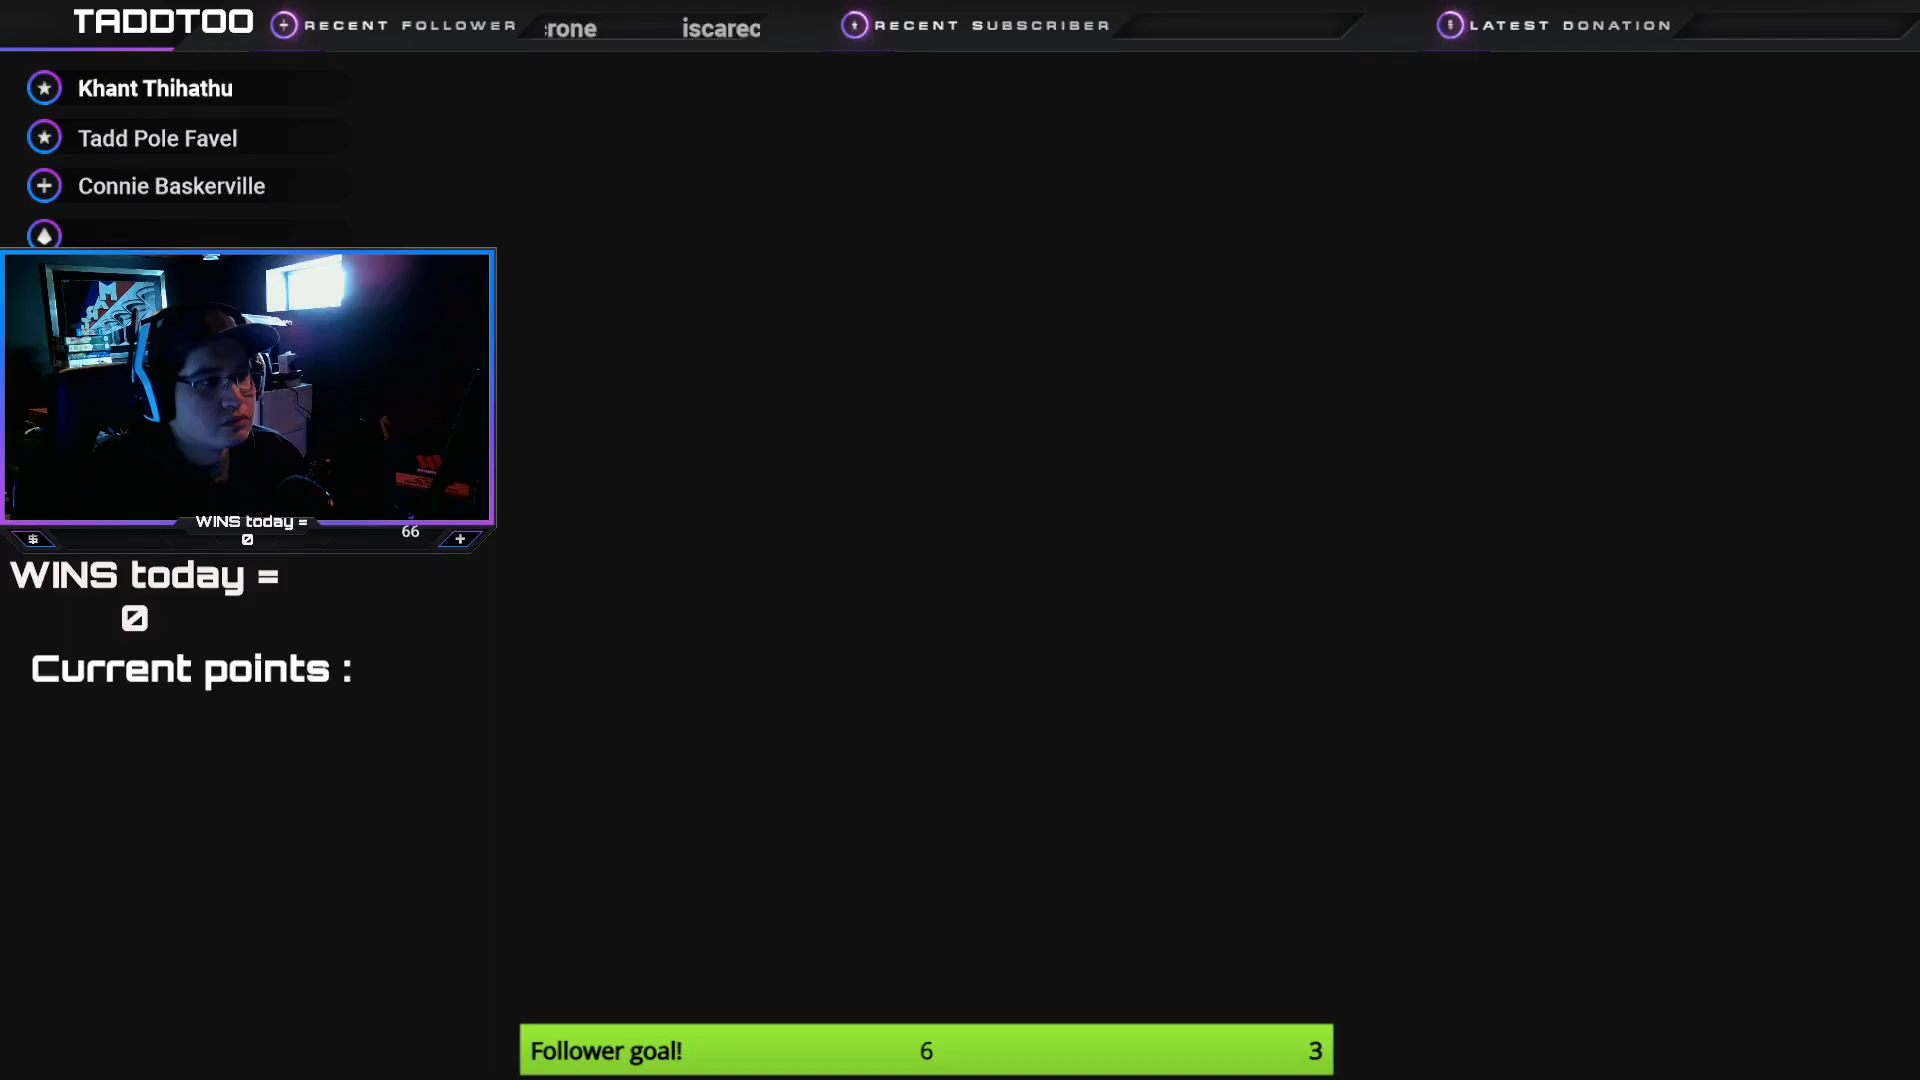 TADDTOO
RECENT FOLLOWER
rone iscarec
RECENT SUBSCRIBER
LATEST DONATION
Khant Thihathu
Tadd Pole Favel
Connie Baskerville
WINS today =
0
66
WINS today =
0
Current points :
Follower goal! 6 3